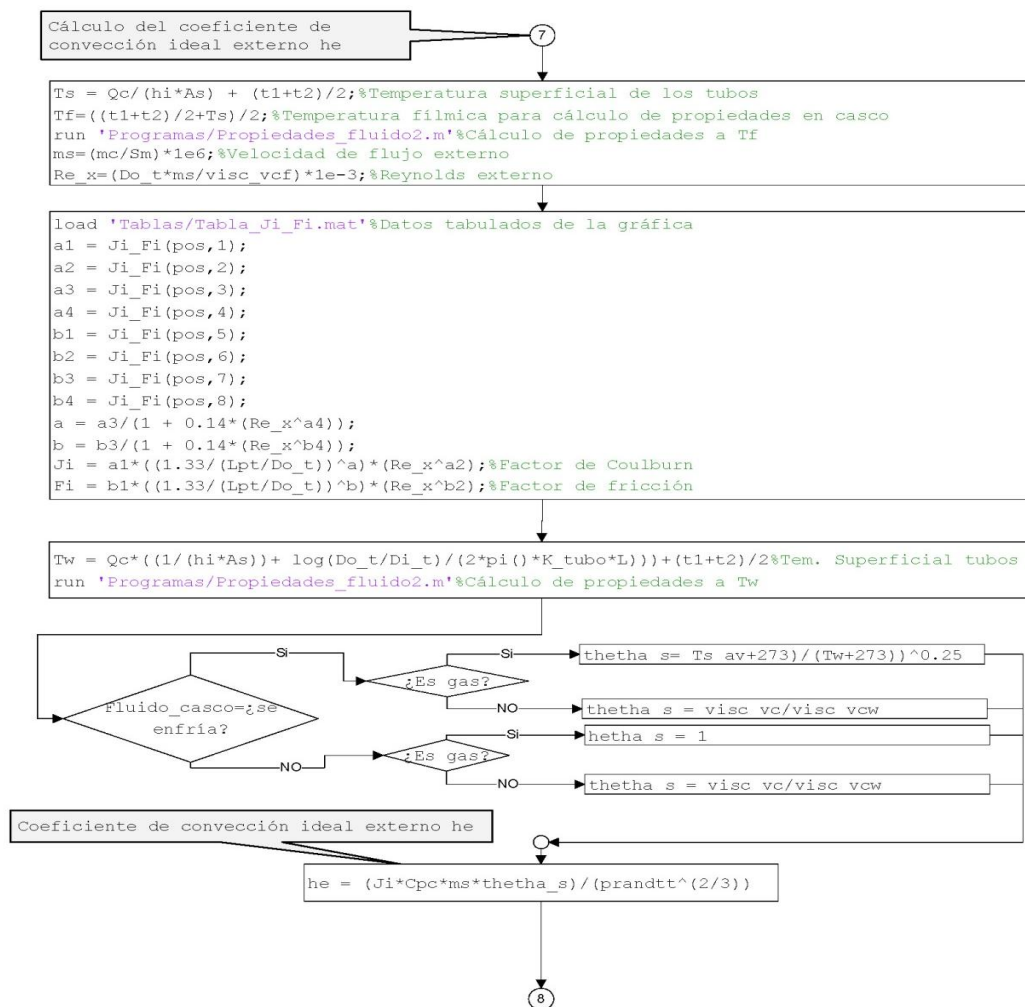 Cálculo del coeficiente de
convección ideal externo he
7
Ts = Qc/(hi*As) + (t1+t2)/2;%Temperatura superficial de los tubos
Tf=((t1+t2)/2+Ts)/2;%Temperatura fílmica para cálculo de propiedades en casco
run 'Programas/Propiedades_fluido2.m'%Cálculo de propiedades a Tf
ms=(mc/Sm)*1e6;%Velocidad de flujo externo
Re_x=(Do_t*ms/visc_vcf)*1e-3;%Reynolds externo
load 'Tablas/Tabla_Ji_Fi.mat'%Datos tabulados de la gráfica
a1 = Ji_Fi(pos,1);
a2 = Ji_Fi(pos,2);
a3 = Ji_Fi(pos,3);
a4 = Ji_Fi(pos,4);
b1 = Ji_Fi(pos,5);
b2 = Ji_Fi(pos,6);
b3 = Ji_Fi(pos,7);
b4 = Ji_Fi(pos,8);
a = a3/(1 + 0.14*(Re_x^a4));
b = b3/(1 + 0.14*(Re_x^b4));
Ji = a1*((1.33/(Lpt/Do_t))^a)*(Re_x^a2);%Factor de Coulburn
Fi = b1*((1.33/(Lpt/Do_t))^b)*(Re_x^b2);%Factor de fricción
Tw = Qc*((1/(hi*As))+ log(Do_t/Di_t)/(2*pi()*K_tubo*L)))+(t1+t2)/2%Tem. Superficial tubos
run 'Programas/Propiedades_fluido2.m'%Cálculo de propiedades a Tw
Fluido_casco=¿se
enfría?
Si
¿Es gas?
Si
thetha s= Ts av+273)/(Tw+273))^0.25
NO
thetha s = visc vc/visc vcw
NO
¿Es gas?
Si
hetha s = 1
NO
thetha s = visc vc/visc vcw
Coeficiente de convección ideal externo he
he = (Ji*Cpc*ms*thetha_s)/(prandtt^(2/3))
8